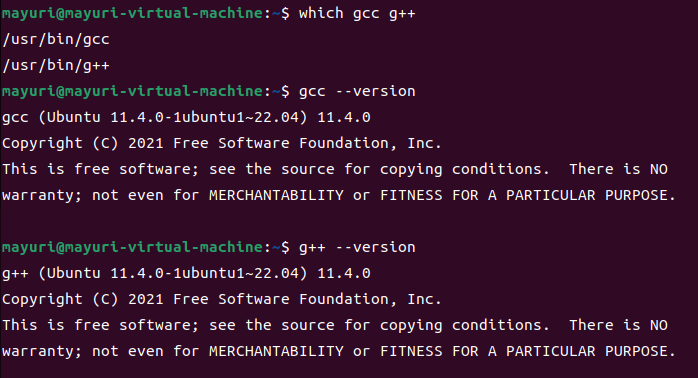 mayuri@mayuri-virtual-machine:~$ which gcc g++
/usr/bin/gcc
/usr/bin/g++
mayuri@mayuri-virtual-machine:~$ gcc --version
gcc (Ubuntu 11.4.0-1ubuntu1~22.04) 11.4.0
Copyright (C) 2021 Free Software Foundation, Inc.
This is free software; see the source for copying conditions.  There is NO
warranty; not even for MERCHANTABILITY or FITNESS FOR A PARTICULAR PURPOSE.

mayuri@mayuri-virtual-machine:~$ g++ --version
g++ (Ubuntu 11.4.0-1ubuntu1~22.04) 11.4.0
Copyright (C) 2021 Free Software Foundation, Inc.
This is free software; see the source for copying conditions.  There is NO
warranty; not even for MERCHANTABILITY or FITNESS FOR A PARTICULAR PURPOSE.